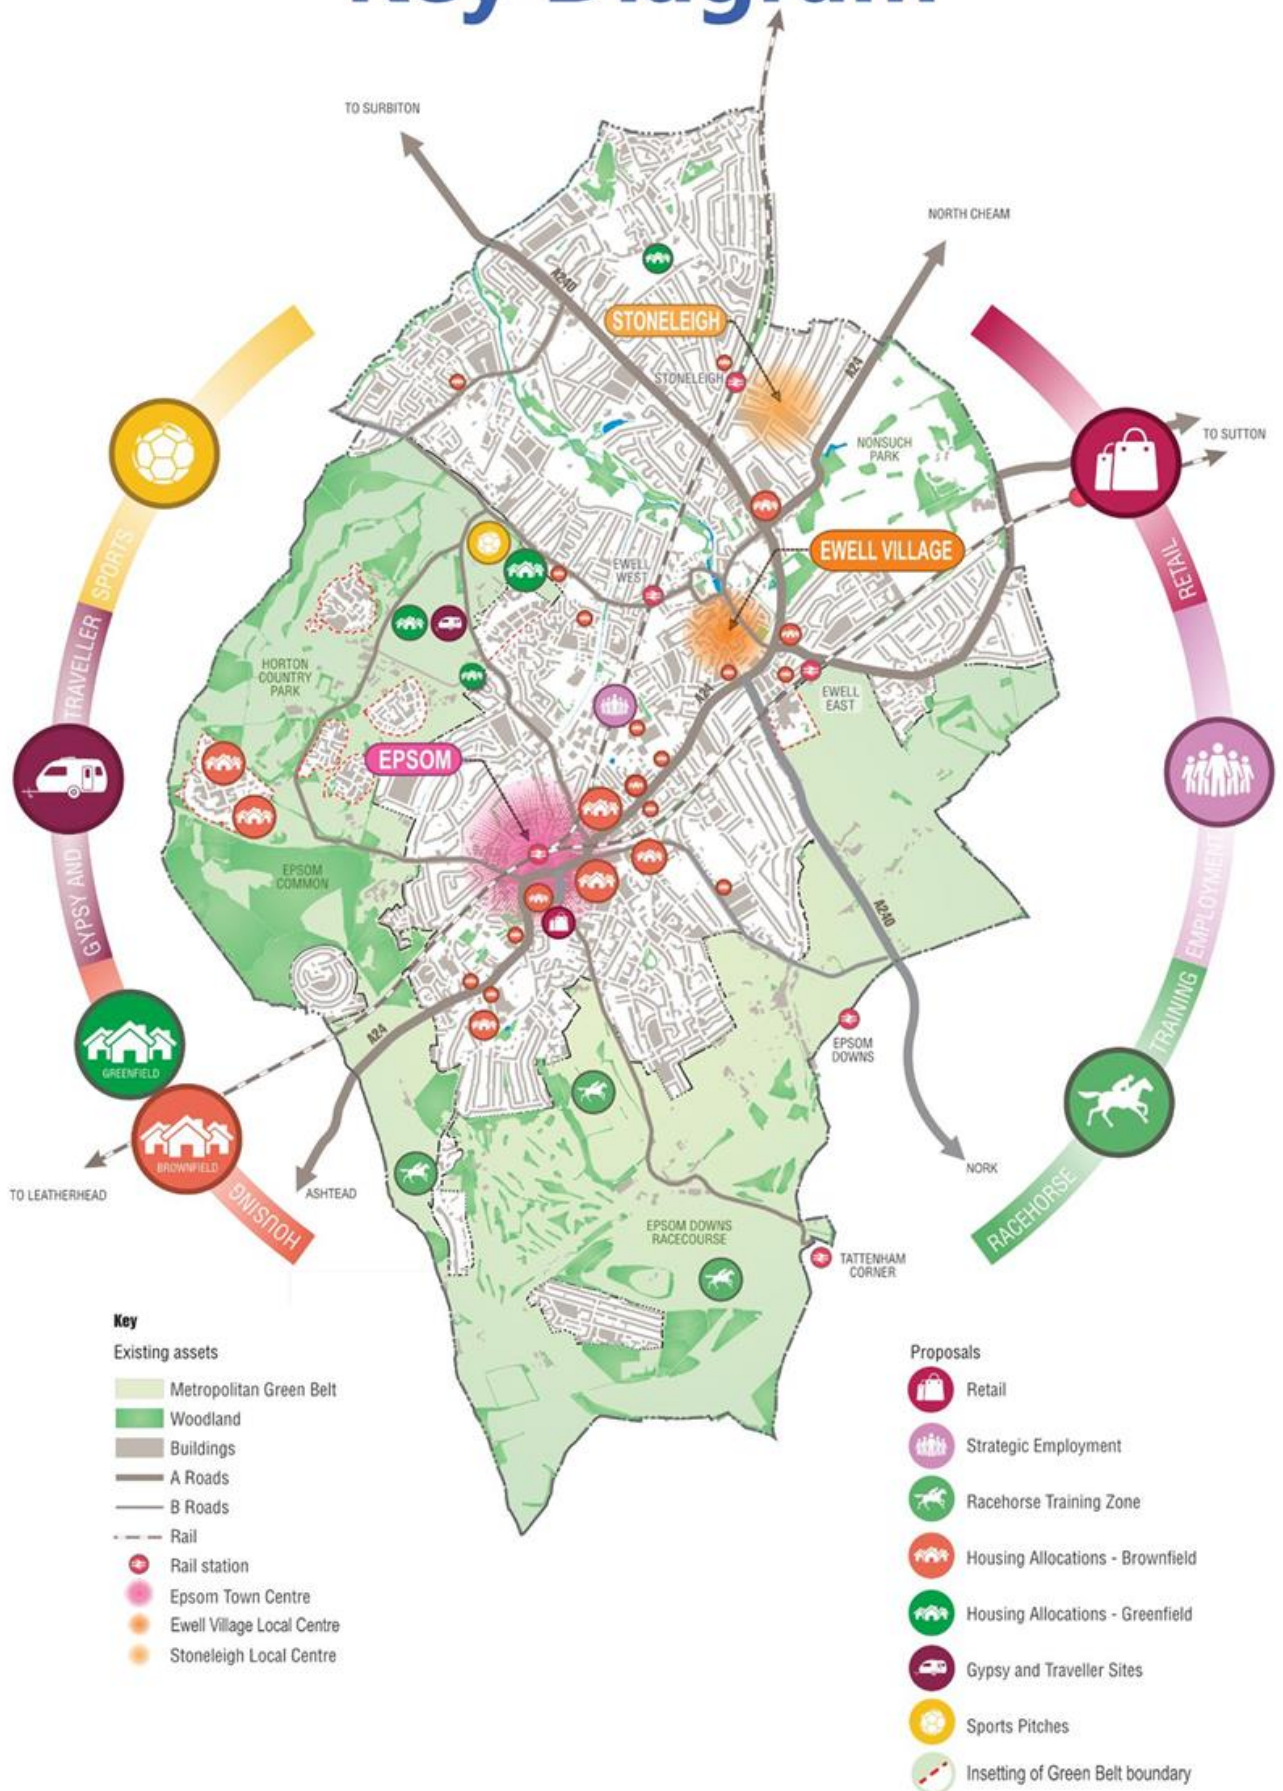 Key Diagram
TO SURBITON
NORTH CHEAM
A240
STONELEIGH
STONELEIGH
A24
NONSUCH
PARK
TO SUTTON
EWELL VILLAGE
EWELL
WEST
SPORTS
RETAIL
GYPSY AND TRAVELLER
HORTON
COUNTRY
PARK
A24
EWELL
EAST
EPSOM
EPSOM
COMMON
A240
EMPLOYMENT
A24
GREENFIELD
BROWNFIELD
HOUSING
EPSOM
DOWNS
RACEHORSE TRAINING
TO LEATHERHEAD
ASHTEAD
NORK
EPSOM DOWNS
RACECOURSE
TATTENHAM
CORNER
Key
Existing assets
Metropolitan Green Belt
Woodland
Buildings
A Roads
B Roads
Rail
Rail station
Epsom Town Centre
Ewell Village Local Centre
Stoneleigh Local Centre
Proposals
Retail
Strategic Employment
Racehorse Training Zone
Housing Allocations - Brownfield
Housing Allocations - Greenfield
Gypsy and Traveller Sites
Sports Pitches
Insetting of Green Belt boundary